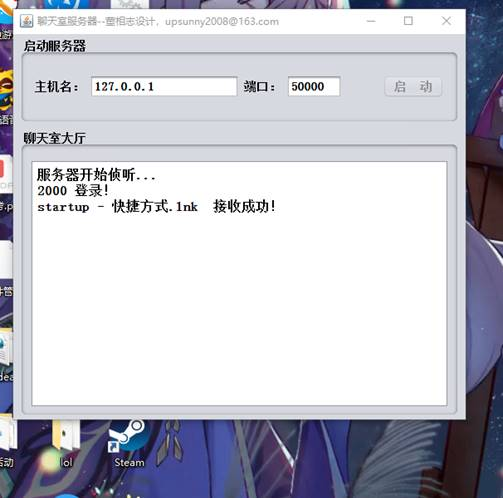 聊天室服务器--董相志设计，upsunny2008@163.com
启动服务器
主机名： 127.0.0.1 端口： 50000 启 动
聊天室大厅
服务器开始侦听...
2000 登录!
startup - 快捷方式.lnk 接收成功!
lol
Steam